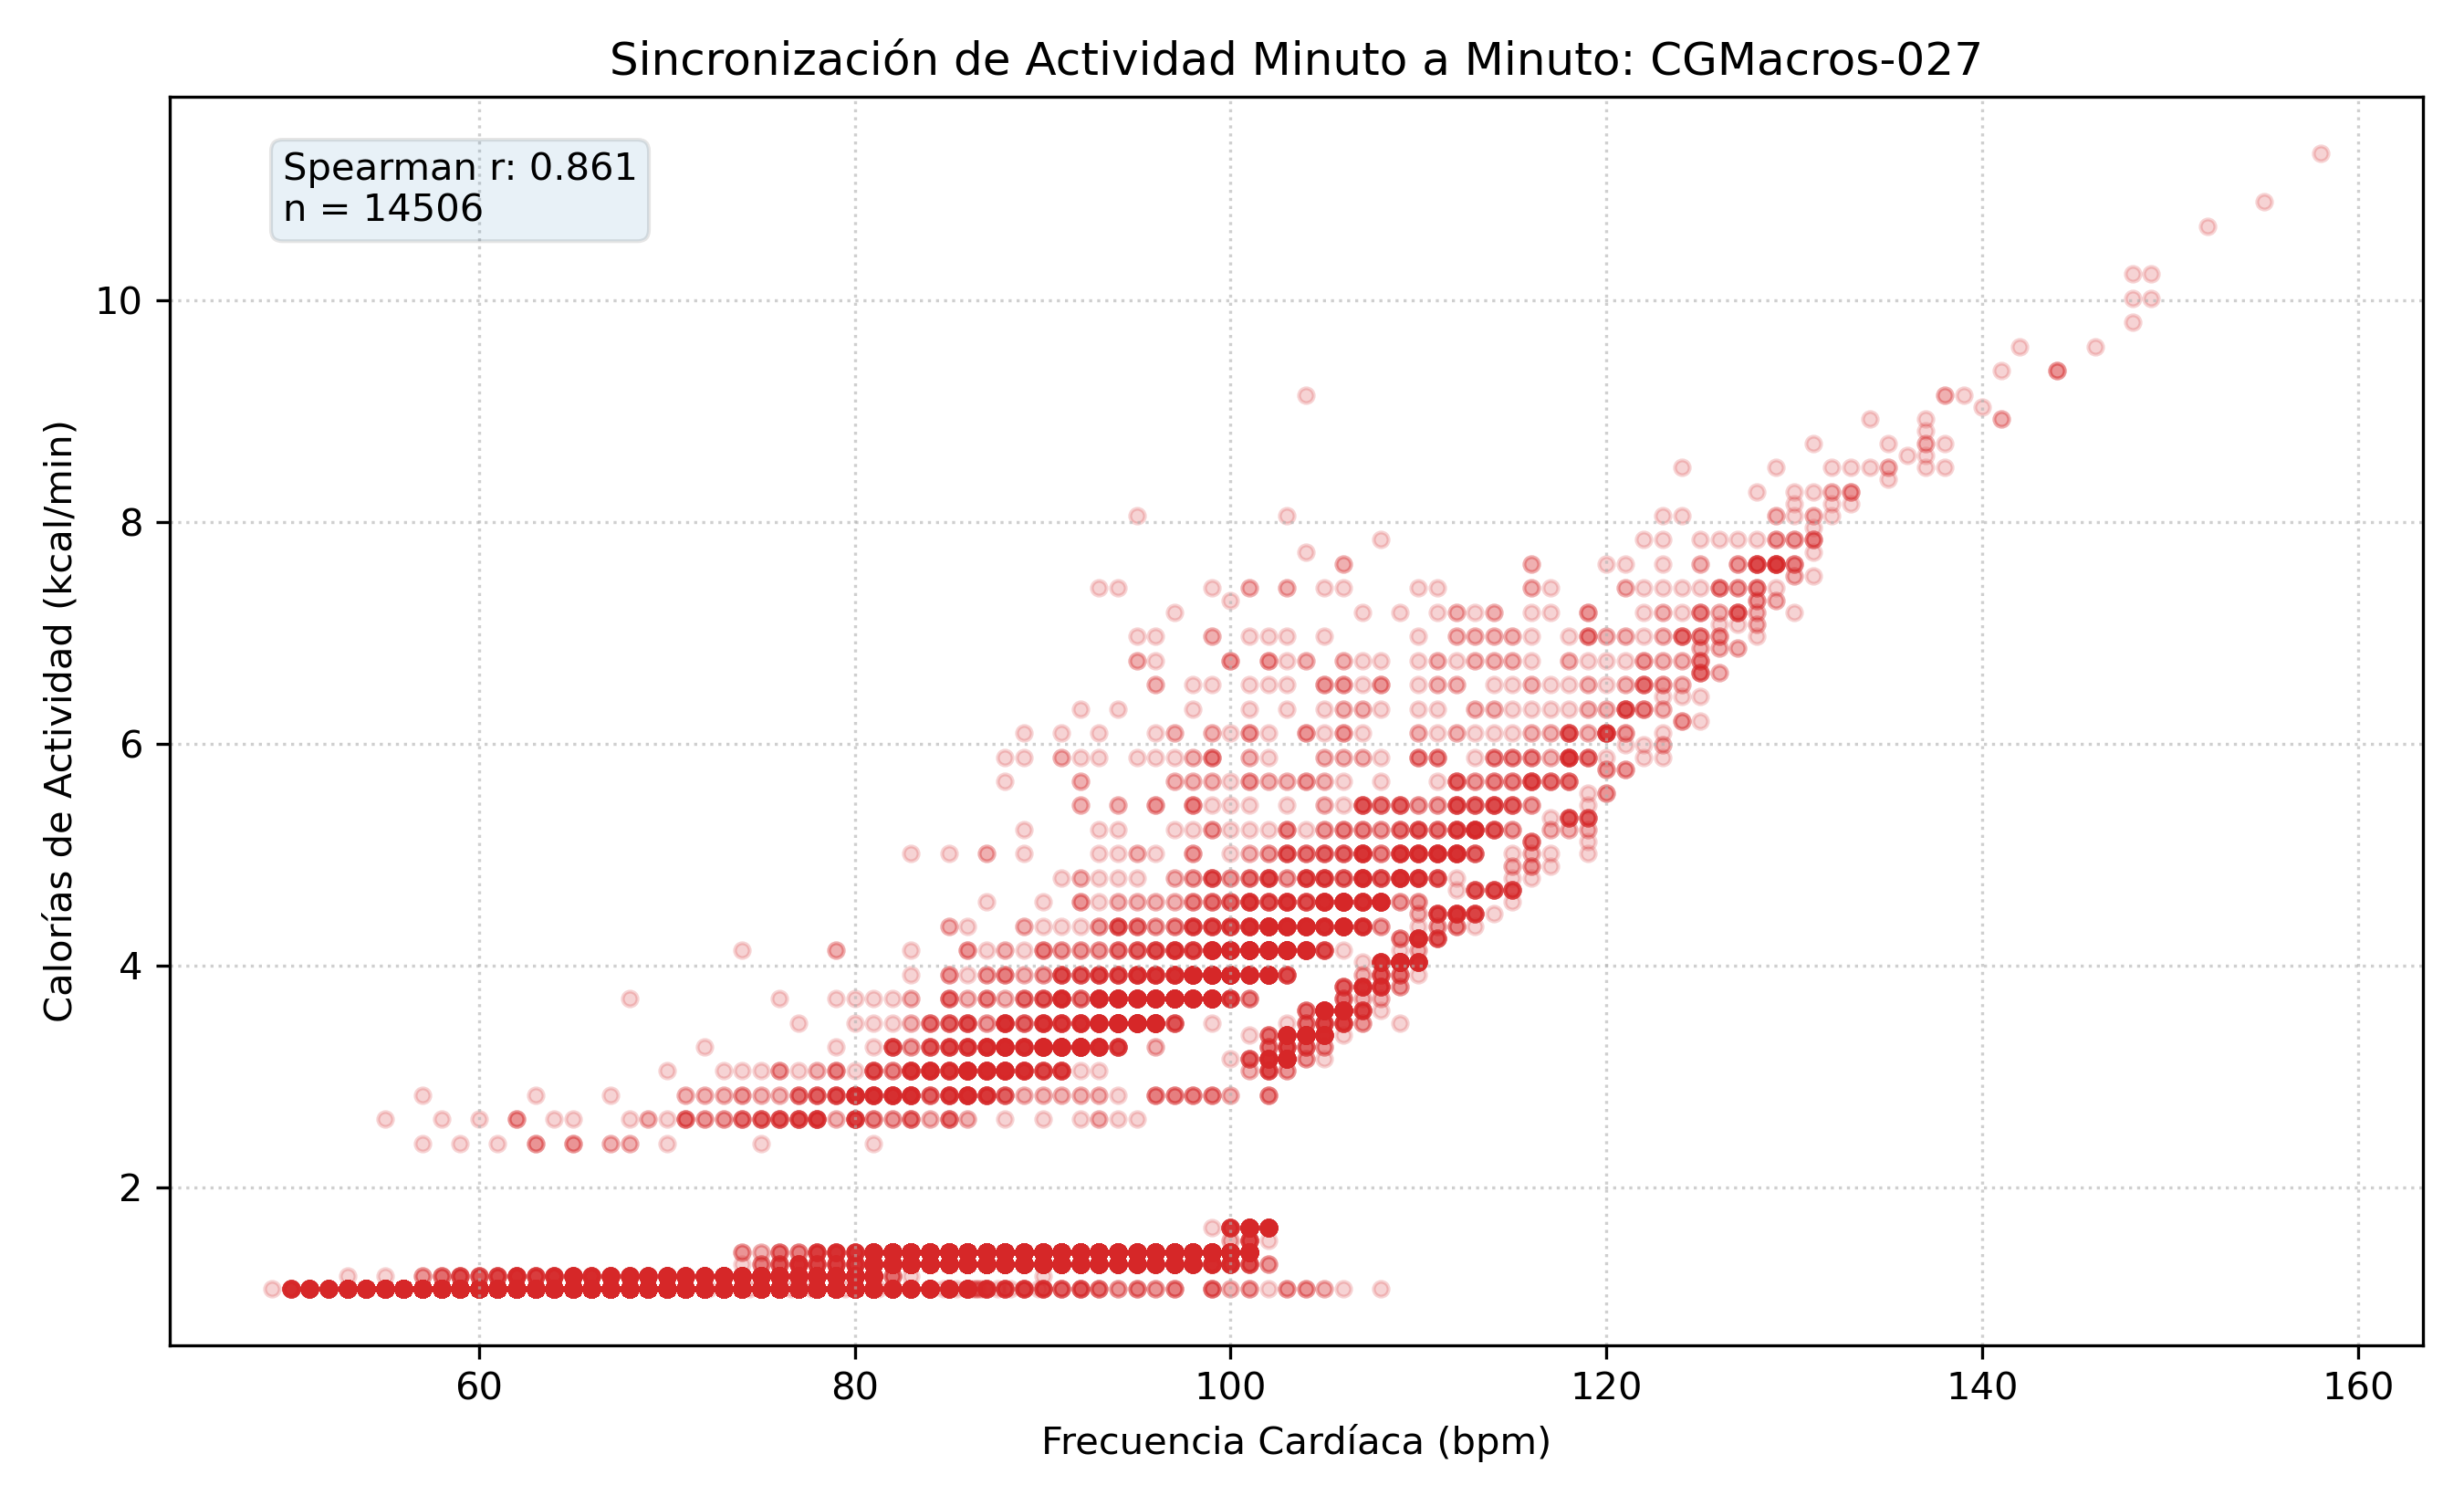 Sincronización de Actividad Minuto a Minuto: CGMacros-027
Spearman r: 0.861
n = 14506
Calorías de Actividad (kcal/min)
10
8
6
4
2
60 80 100 120 140 160
Frecuencia Cardíaca (bpm)